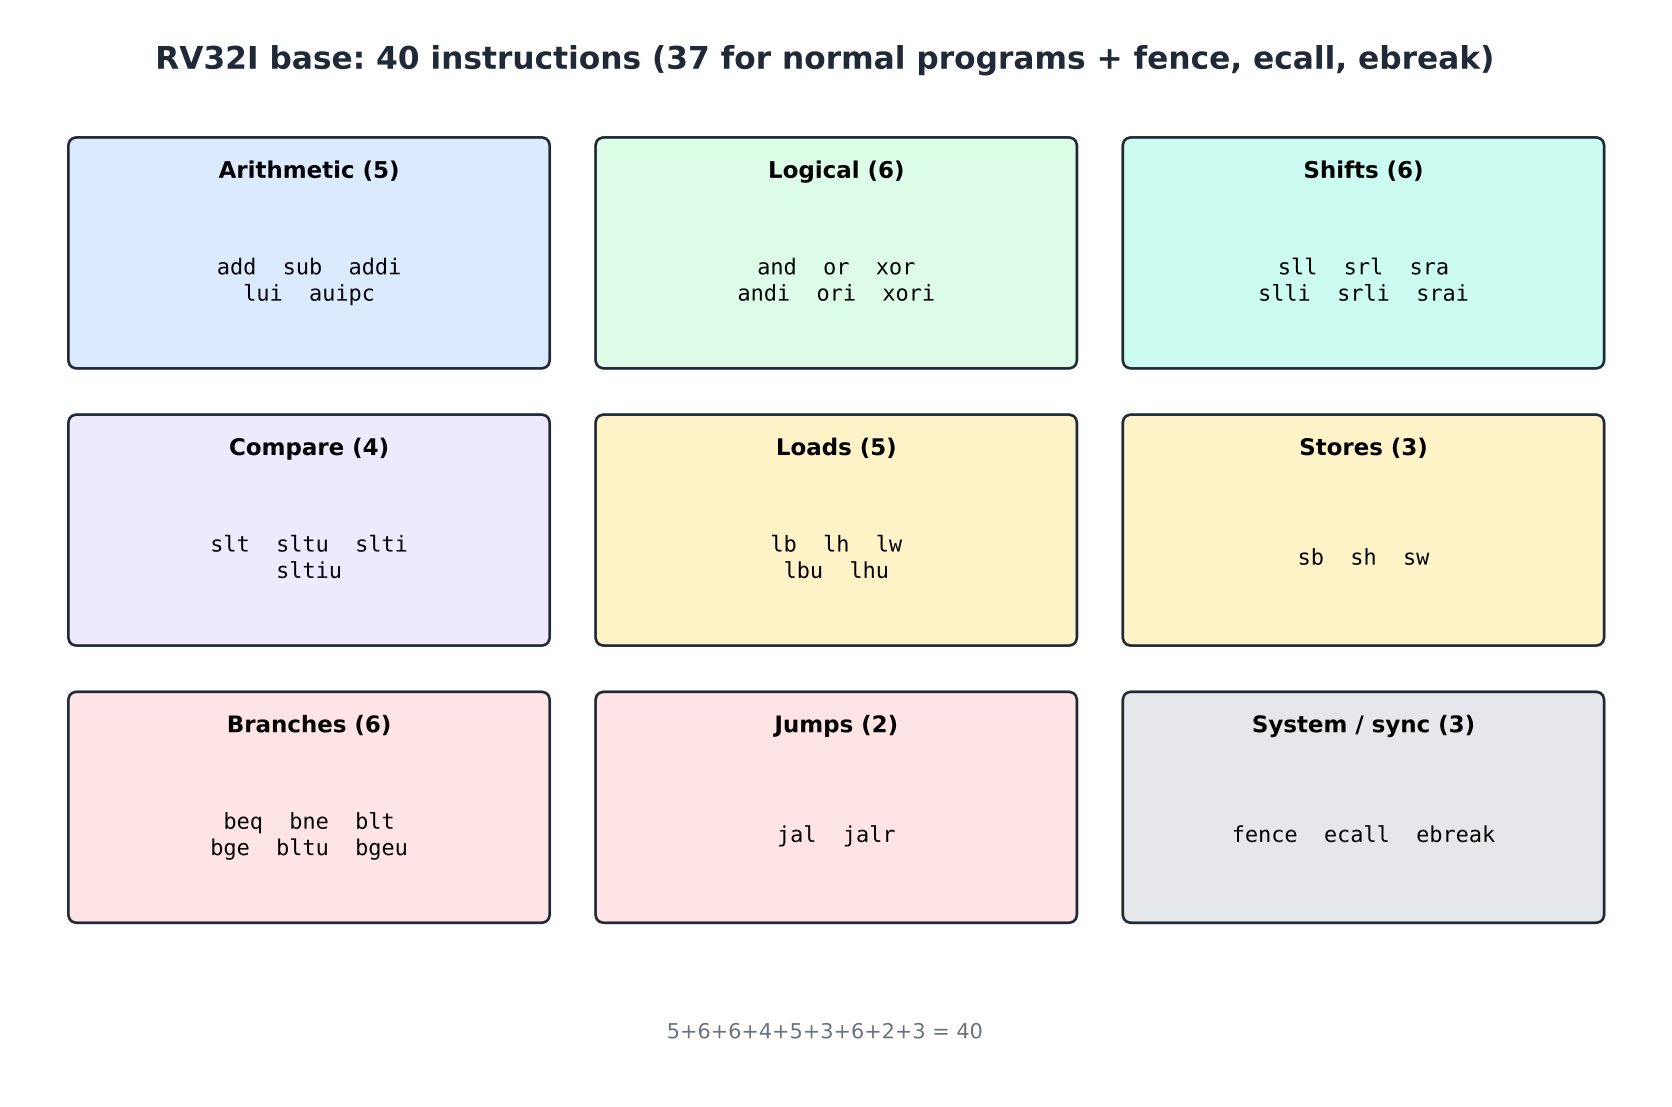 RV32I base: 40 instructions (37 for normal programs + fence, ecall, ebreak)
Arithmetic (5)
add  sub  addi
lui  auipc
Logical (6)
and  or  xor
andi  ori  xori
Shifts (6)
sll  srl  sra
slli  srli  srai
Compare (4)
slt  sltu  slti
sltiu
Loads (5)
lb  lh  lw
lbu  lhu
Stores (3)
sb  sh  sw
Branches (6)
beq  bne  blt
bge  bltu  bgeu
Jumps (2)
jal  jalr
System / sync (3)
fence  ecall  ebreak
5+6+6+4+5+3+6+2+3 = 40